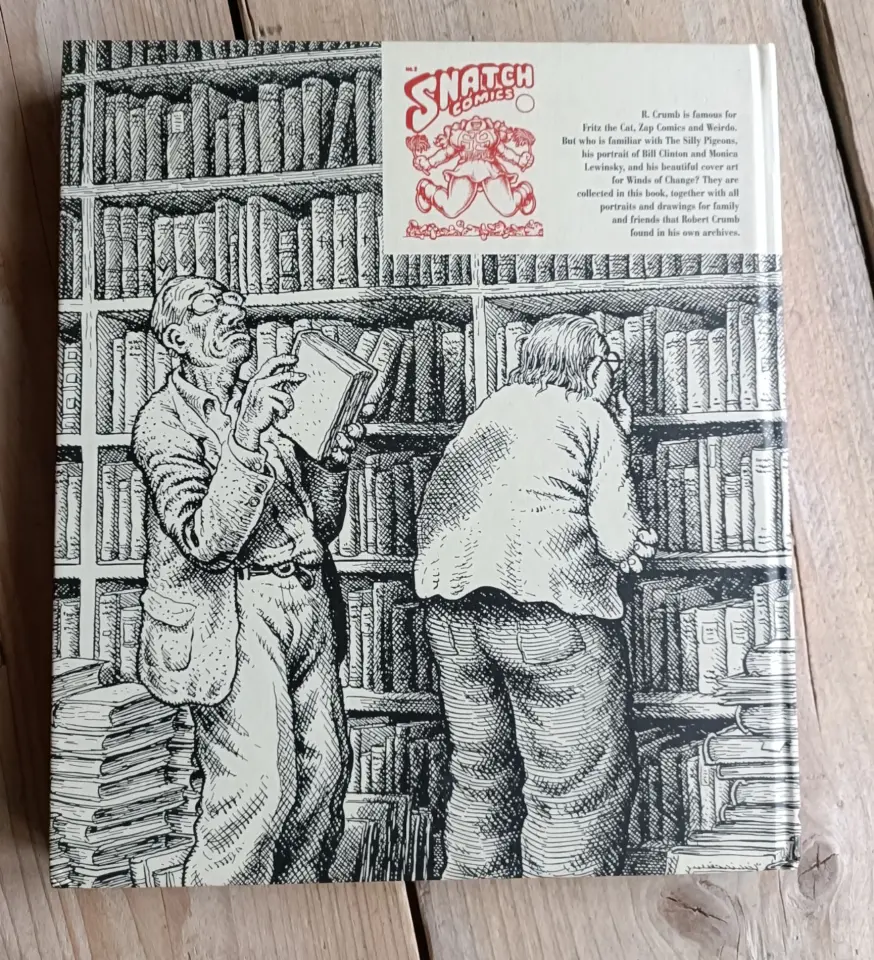 No. 2
SNATCH
COMICS
R. Crumb is famous for
Fritz the Cat, Zap Comics and Weirdo.
But who is familiar with The Silly Pigeons,
his portrait of Bill Clinton and Monica
Lewinsky, and his beautiful cover art
for Winds of Change? They are
collected in this book, together with all
portraits and drawings for family
and friends that Robert Crumb
found in his own archives.